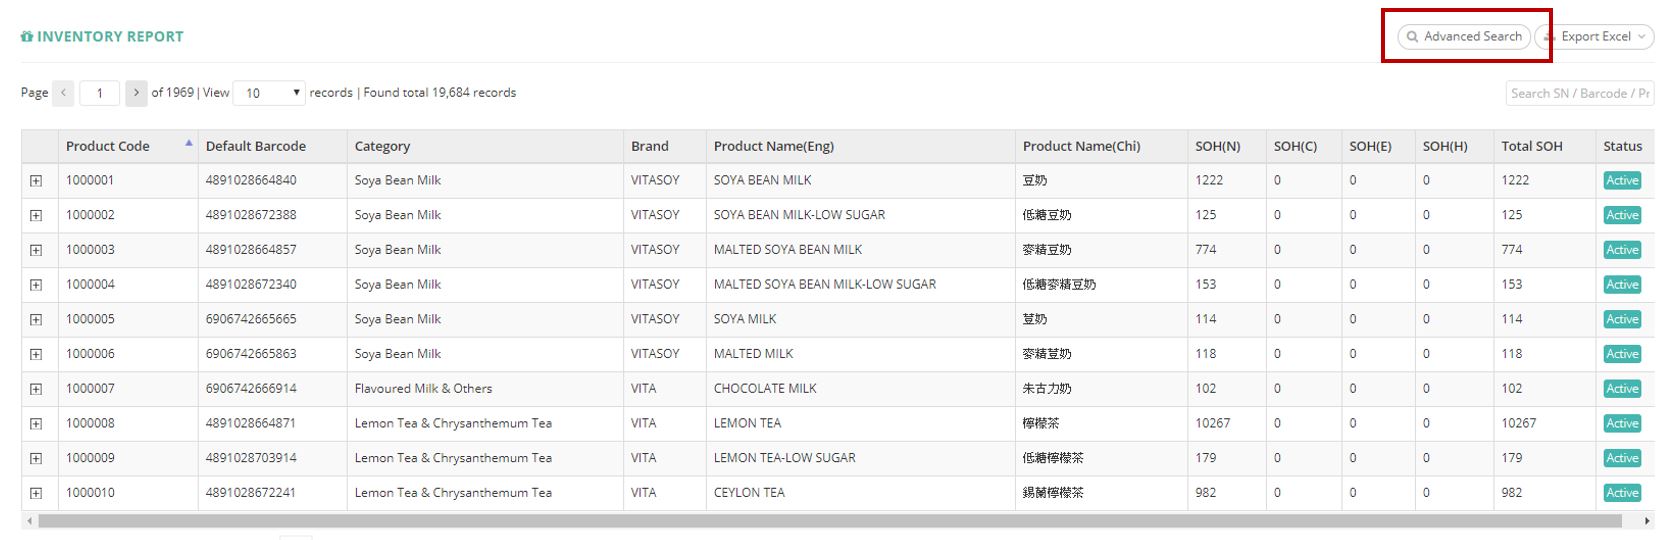 INVENTORY REPORT
Advanced Search
Export Excel
Page 1 of 1969 | View 10 records | Found total 19,684 records
Search SN / Barcode / Pr
Product Code Default Barcode Category Brand Product Name(Eng) Product Name(Chi) SOH(N) SOH(C) SOH(E) SOH(H) Total SOH Status
1000001 4891028664840 Soya Bean Milk VITASOY SOYA BEAN MILK 豆奶 1222 0 0 0 1222 Active
1000002 4891028672388 Soya Bean Milk VITASOY SOYA BEAN MILK-LOW SUGAR 低糖豆奶 125 0 0 0 125 Active
1000003 4891028664857 Soya Bean Milk VITASOY MALTED SOYA BEAN MILK 麥精豆奶 774 0 0 0 774 Active
1000004 4891028672340 Soya Bean Milk VITASOY MALTED SOYA BEAN MILK-LOW SUGAR 低糖麥精豆奶 153 0 0 0 153 Active
1000005 6906742665665 Soya Bean Milk VITASOY SOYA MILK 荳奶 114 0 0 0 114 Active
1000006 6906742665863 Soya Bean Milk VITASOY MALTED MILK 麥精荳奶 118 0 0 0 118 Active
1000007 6906742666914 Flavoured Milk & Others VITA CHOCOLATE MILK 朱古力奶 102 0 0 0 102 Active
1000008 4891028664871 Lemon Tea & Chrysanthemum Tea VITA LEMON TEA 檸檬茶 10267 0 0 0 10267 Active
1000009 4891028703914 Lemon Tea & Chrysanthemum Tea VITA LEMON TEA-LOW SUGAR 低糖檸檬茶 179 0 0 0 179 Active
1000010 4891028672241 Lemon Tea & Chrysanthemum Tea VITA CEYLON TEA 錫蘭檸檬茶 982 0 0 0 982 Active